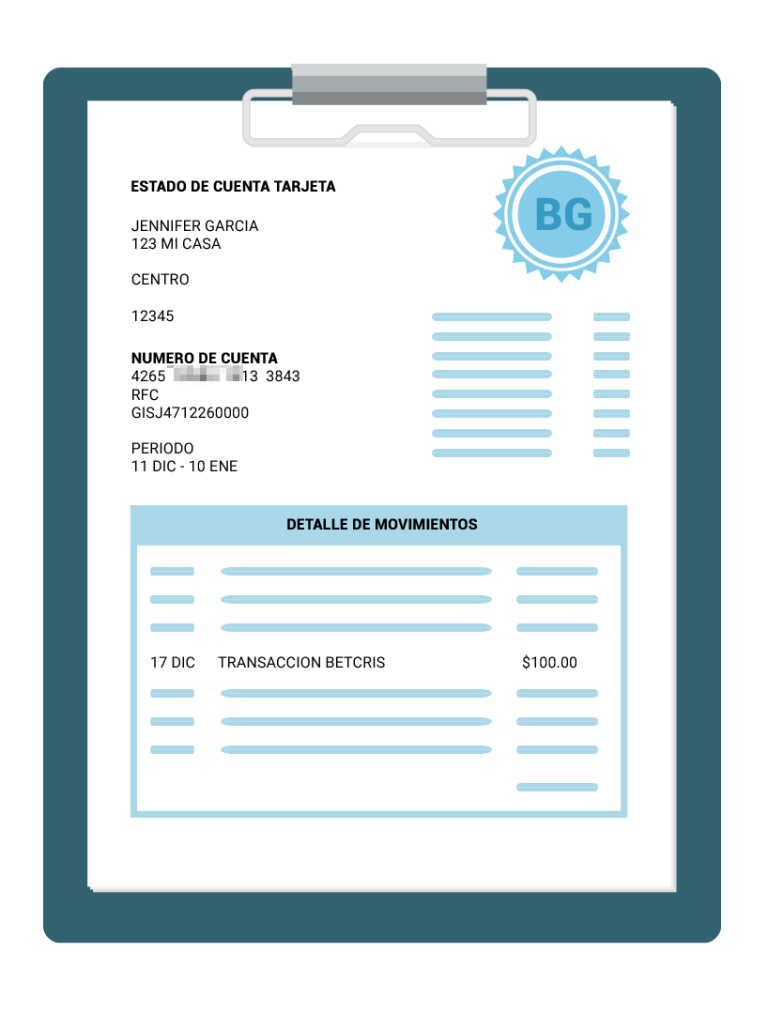 ESTADO DE CUENTA TARJETA
BG
JENNIFER GARCIA
123 MI CASA
CENTRO
12345
NUMERO DE CUENTA
4265 13 3843
RFC
GISJ4712260000
PERIODO
11 DIC - 10 ENE
DETALLE DE MOVIMIENTOS
17 DIC TRANSACCION BETCRIS $100.00